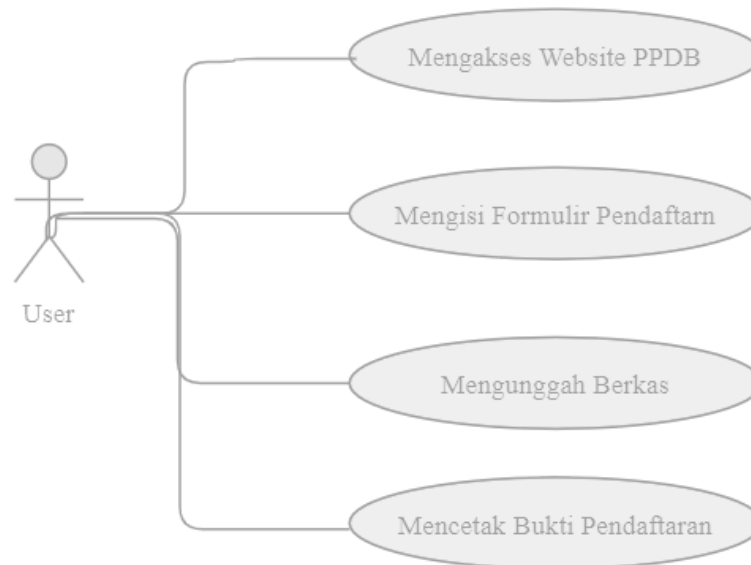 Mengakses Website PPDB
Mengisi Formulir Pendaftarn
User
Mengunggah Berkas
Mencetak Bukti Pendaftaran